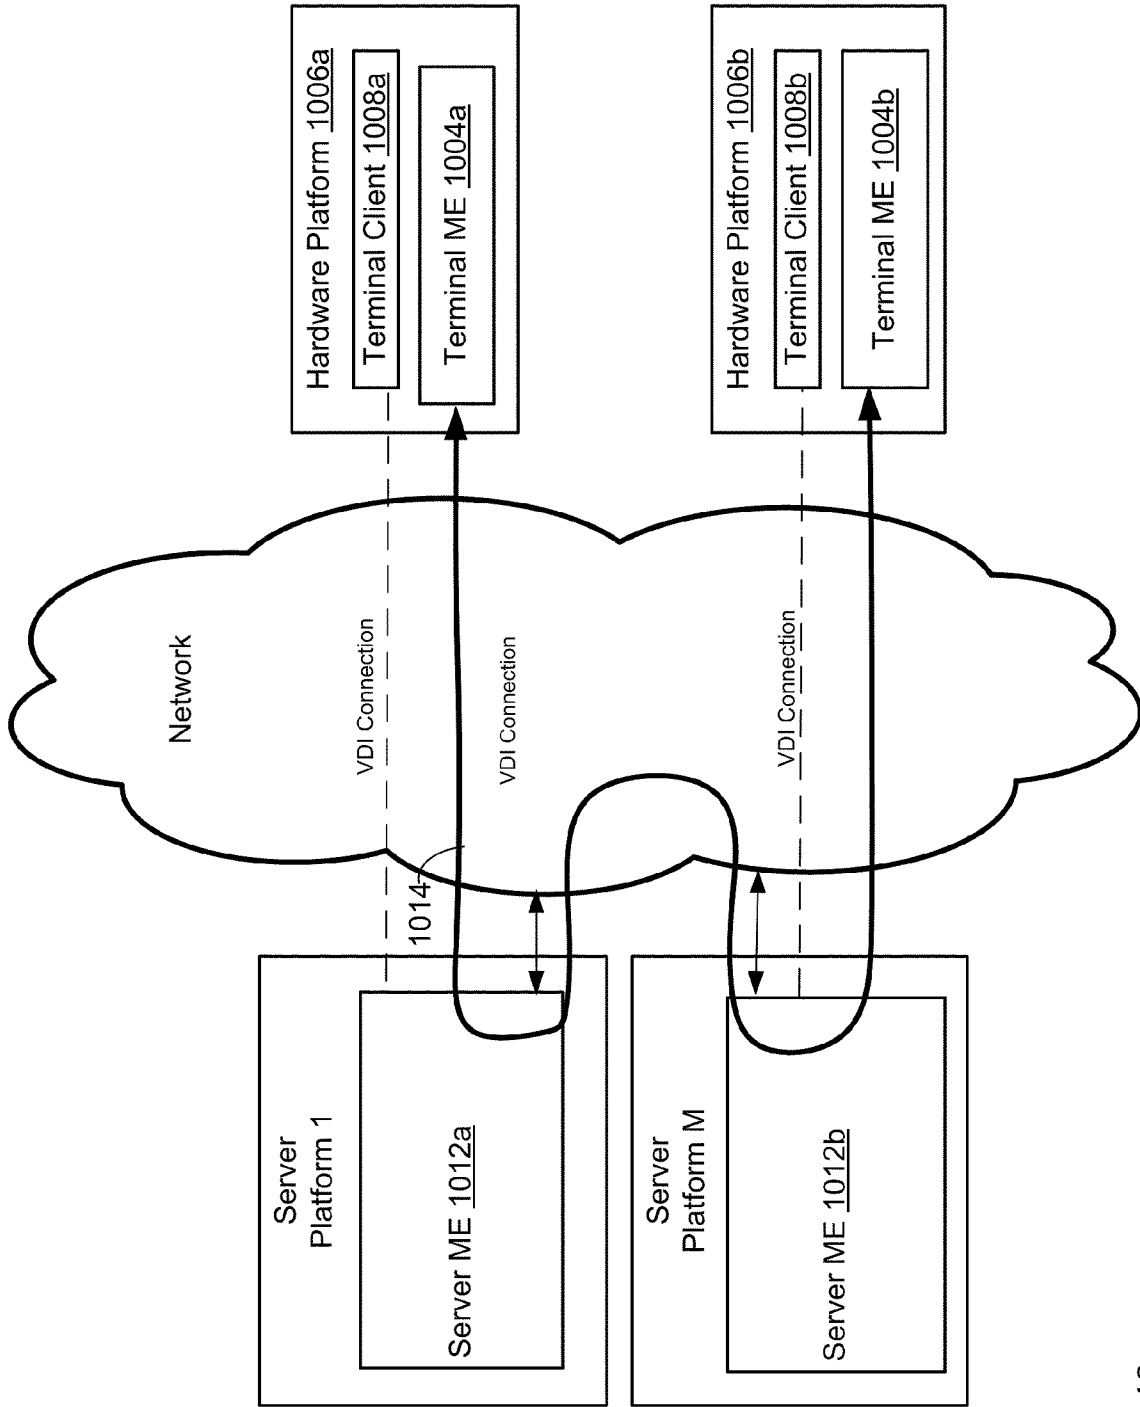 Hardware Platform 1006a
Terminal Client 1008a
Terminal ME 1004a
Hardware Platform 1006b
Terminal Client 1008b
Terminal ME 1004b
Network
VDI Connection
VDI Connection
VDI Connection
1014
Server
Platform 1
Server ME 1012a
Server
Platform M
Server ME 1012b